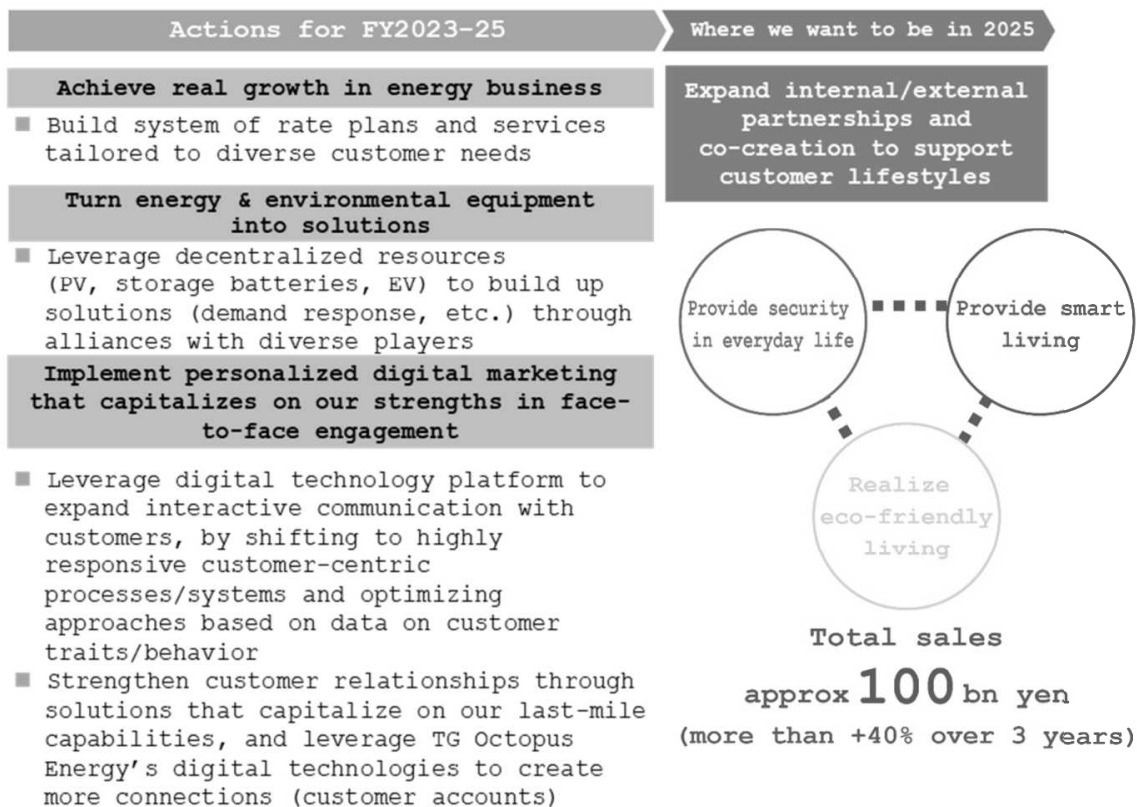 Actions for FY2023-25
Achieve real growth in energy business
■ Build system of rate plans and services
tailored to diverse customer needs
Turn energy & environmental equipment
into solutions
■ Leverage decentralized resources
(PV, storage batteries, EV) to build up
solutions (demand response, etc.) through
alliances with diverse players
Implement personalized digital marketing
that capitalizes on our strengths in face-
to-face engagement
■ Leverage digital technology platform to
expand interactive communication with
customers, by shifting to highly
responsive customer-centric
processes/systems and optimizing
approaches based on data on customer
traits/behavior
■ Strengthen customer relationships through
solutions that capitalize on our last-mile
capabilities, and leverage TG Octopus
Energy's digital technologies to create
more connections (customer accounts)
Where we want to be in 2025
Expand internal/external
partnerships and
co-creation to support
customer lifestyles
Provide security
in everyday life
Provide smart
living
Realize
eco-friendly
living
Total sales
approx 100 bn yen
(more than +40% over 3 years)